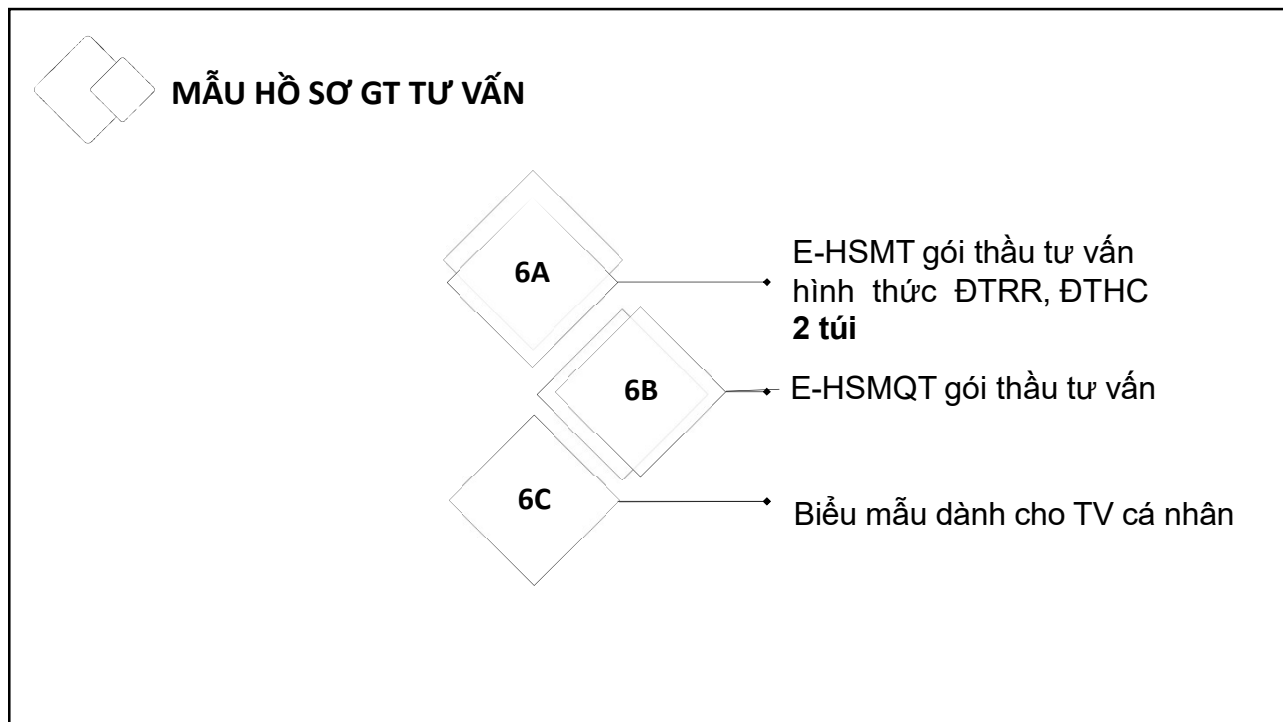 MẪU HỒ SƠ GT TƯ VẤN
6A
E-HSMT gói thầu tư vấn
hình thức ĐTRR, ĐTHC
2 túi
6B
E-HSMQT gói thầu tư vấn
6C
Biểu mẫu dành cho TV cá nhân